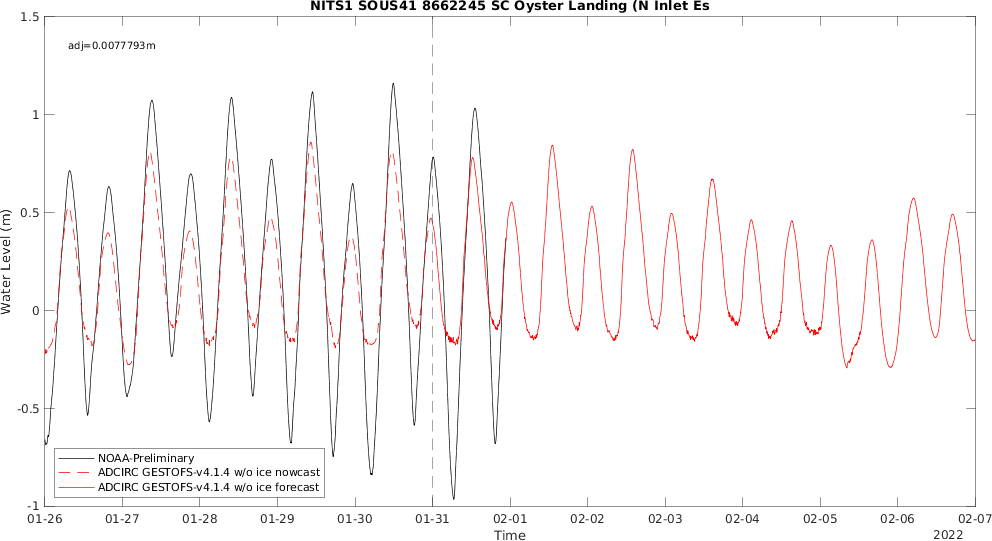 NITS1 SOUS41 8662245 SC Oyster Landing (N Inlet Es
adj=0.0077793m
1.5
1
0.5
0
-0.5
-1
Water Level (m)
NOAA-Preliminary
ADCIRC GESTOFS-v4.1.4 w/o ice nowcast
ADCIRC GESTOFS-v4.1.4 w/o ice forecast
01-26 01-27 01-28 01-29 01-30 01-31 02-01 02-02 02-03 02-04 02-05 02-06 02-07
Time
2022